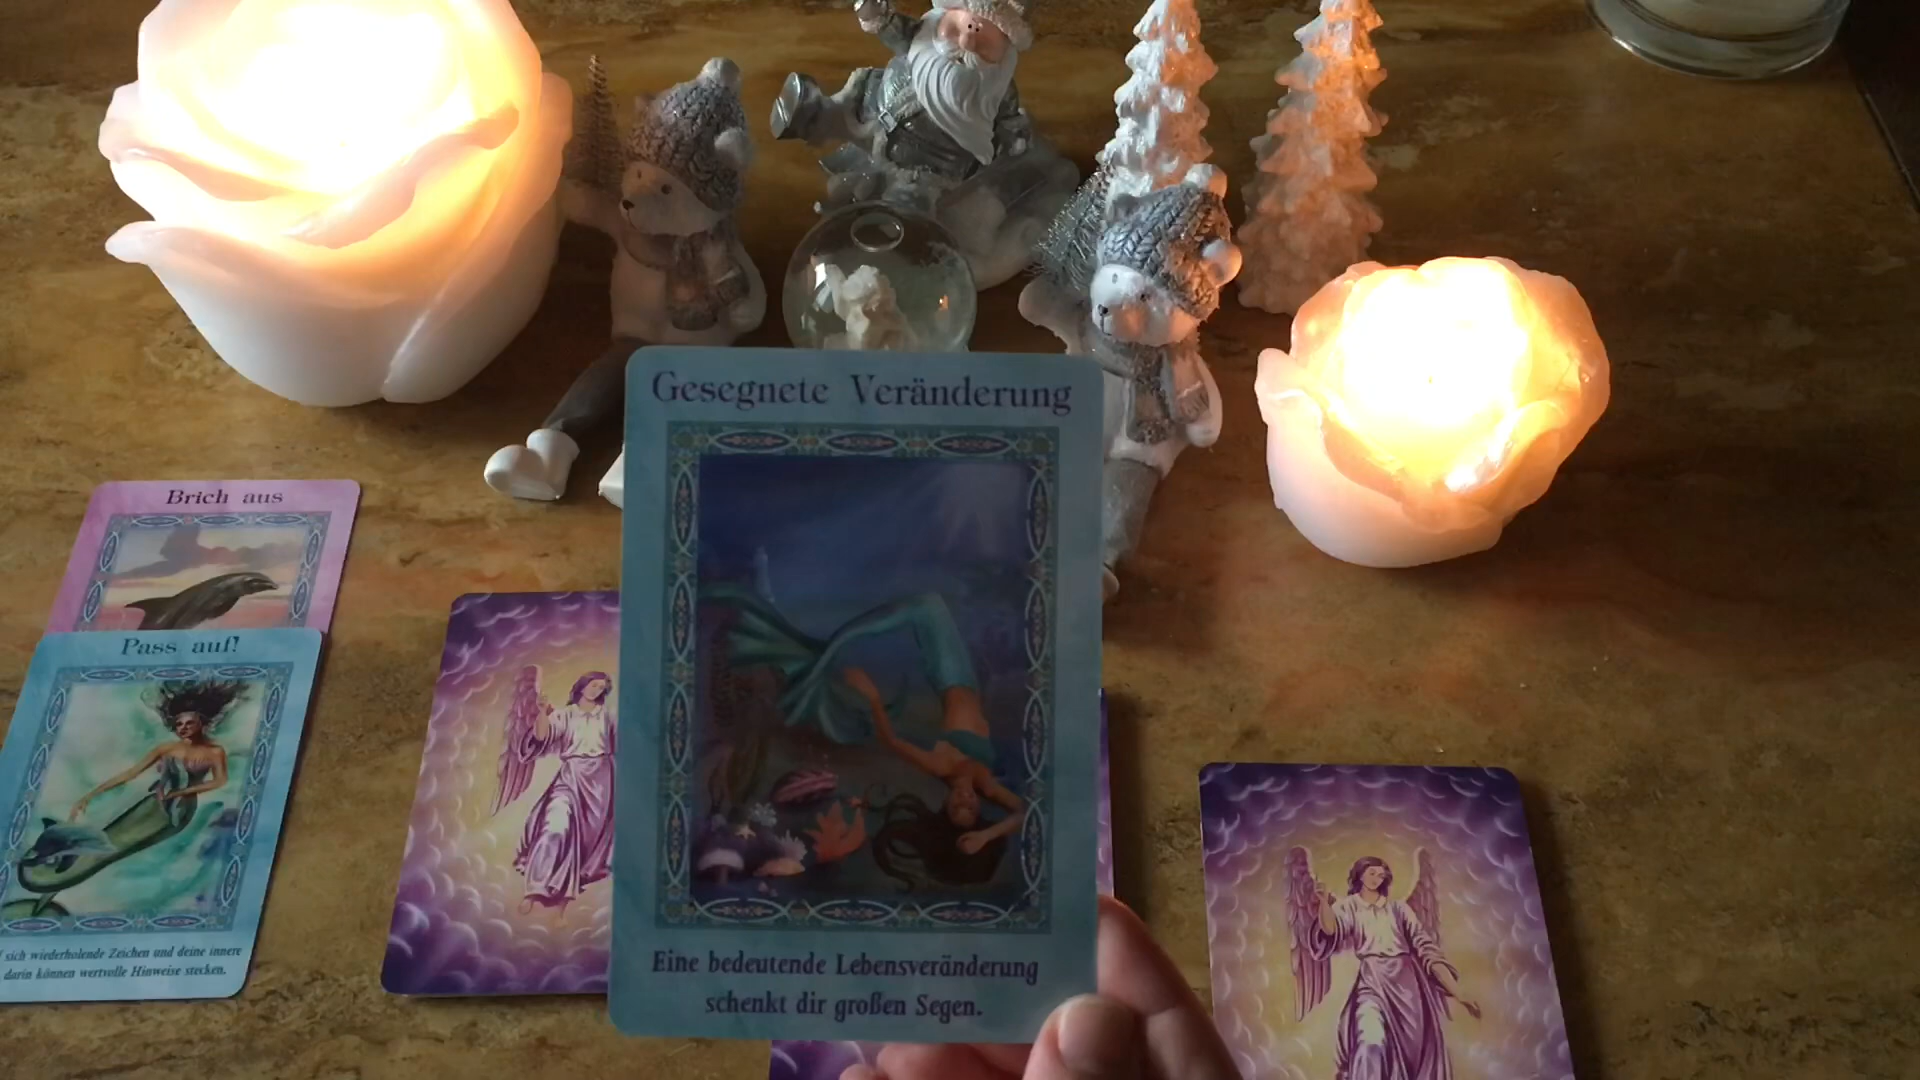 Gesegnete Veränderung
Eine bedeutende Lebensveränderung
schenkt dir großen Segen.
Brich aus
Pass auf!
sich wiederholende Zeichen und deine innere
darin können wertvolle Hinweise stecken.